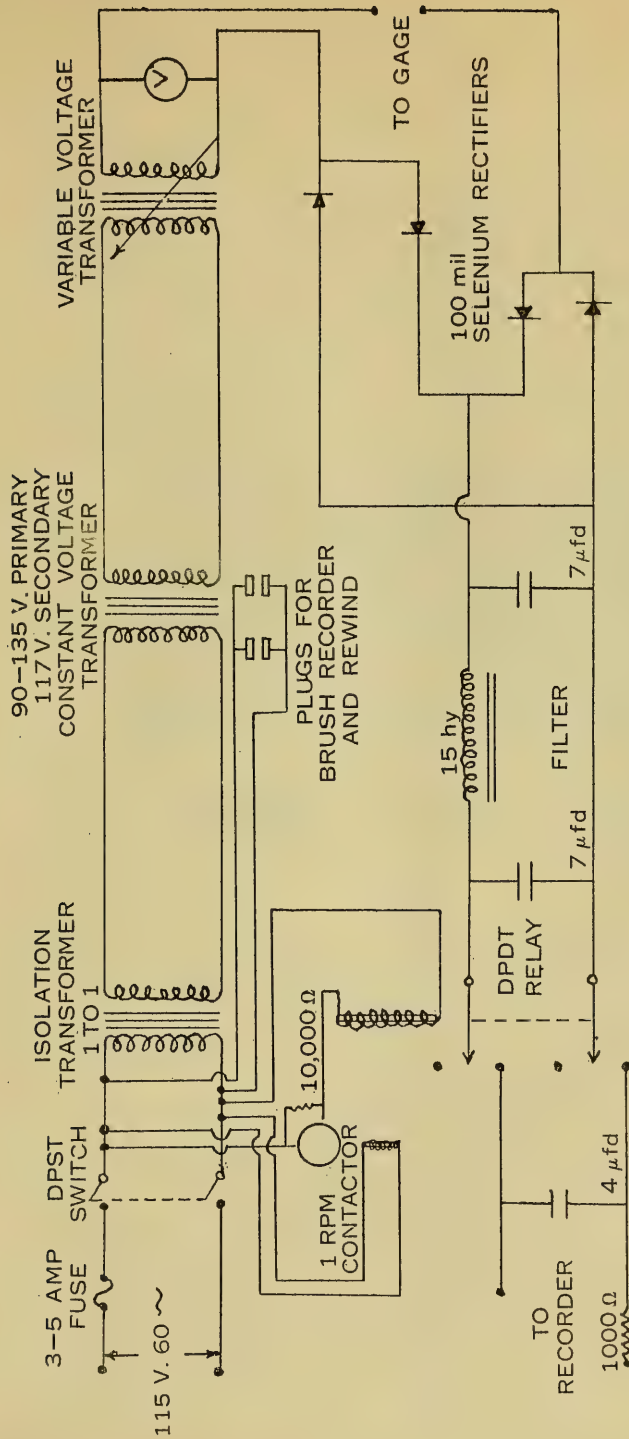 3–5 AMP
FUSE
DPST
SWITCH
115 V. 60 ~
ISOLATION
TRANSFORMER
1 TO 1
90–135 V. PRIMARY
117 V. SECONDARY
CONSTANT VOLTAGE
TRANSFORMER
VARIABLE VOLTAGE
TRANSFORMER
V
TO GAGE
PLUGS FOR
BRUSH RECORDER
AND REWIND
10,000 Ω
1 RPM
CONTACTOR
100 mil
SELENIUM RECTIFIERS
15 hy
FILTER
7 µfd
7 µfd
DPDT
RELAY
TO
RECORDER
4 µfd
1000 Ω